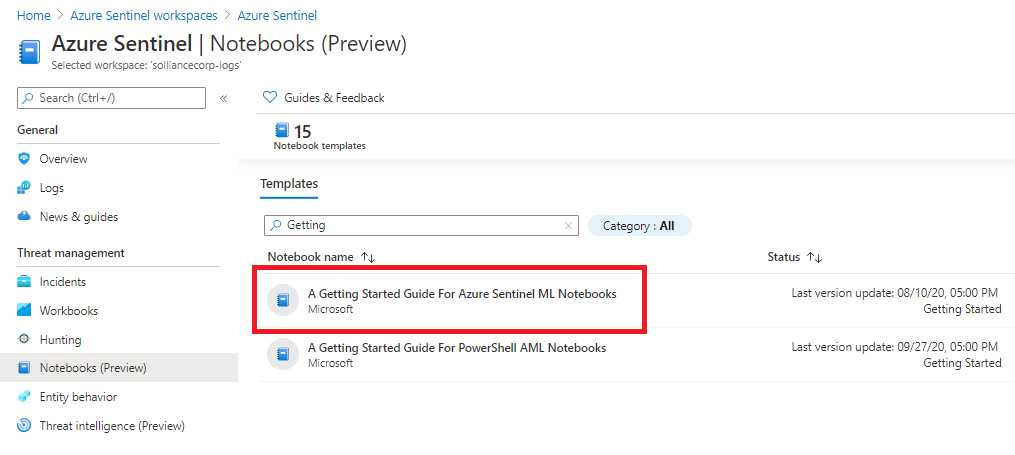 Home > Azure Sentinel workspaces > Azure Sentinel
Azure Sentinel | Notebooks (Preview)
Selected workspace: 'solliancecorp-logs'
Search (Ctrl+/)
«
General
Overview
Logs
News & guides
Threat management
Incidents
Workbooks
Hunting
Notebooks (Preview)
Entity behavior
Threat intelligence (Preview)
Guides & Feedback
15
Notebook templates
Templates
Getting
Category : All
Notebook name ↑↓ Status ↑↓
A Getting Started Guide For Azure Sentinel ML Notebooks
Microsoft
Last version update: 08/10/20, 05:00 PM
Getting Started
A Getting Started Guide For PowerShell AML Notebooks
Microsoft
Last version update: 09/27/20, 05:00 PM
Getting Started